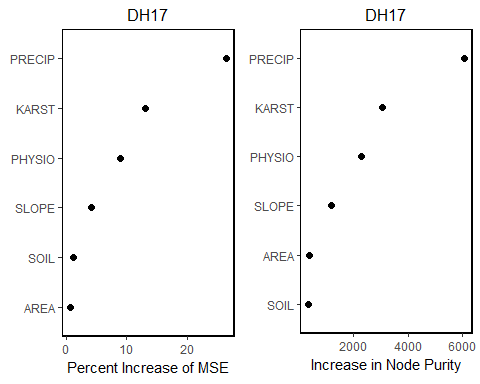 DH17
PRECIP
KARST
PHYSIO
SLOPE
SOIL
AREA
0 10 20
Percent Increase of MSE
DH17
PRECIP
KARST
PHYSIO
SLOPE
AREA
SOIL
2000 4000 6000
Increase in Node Purity